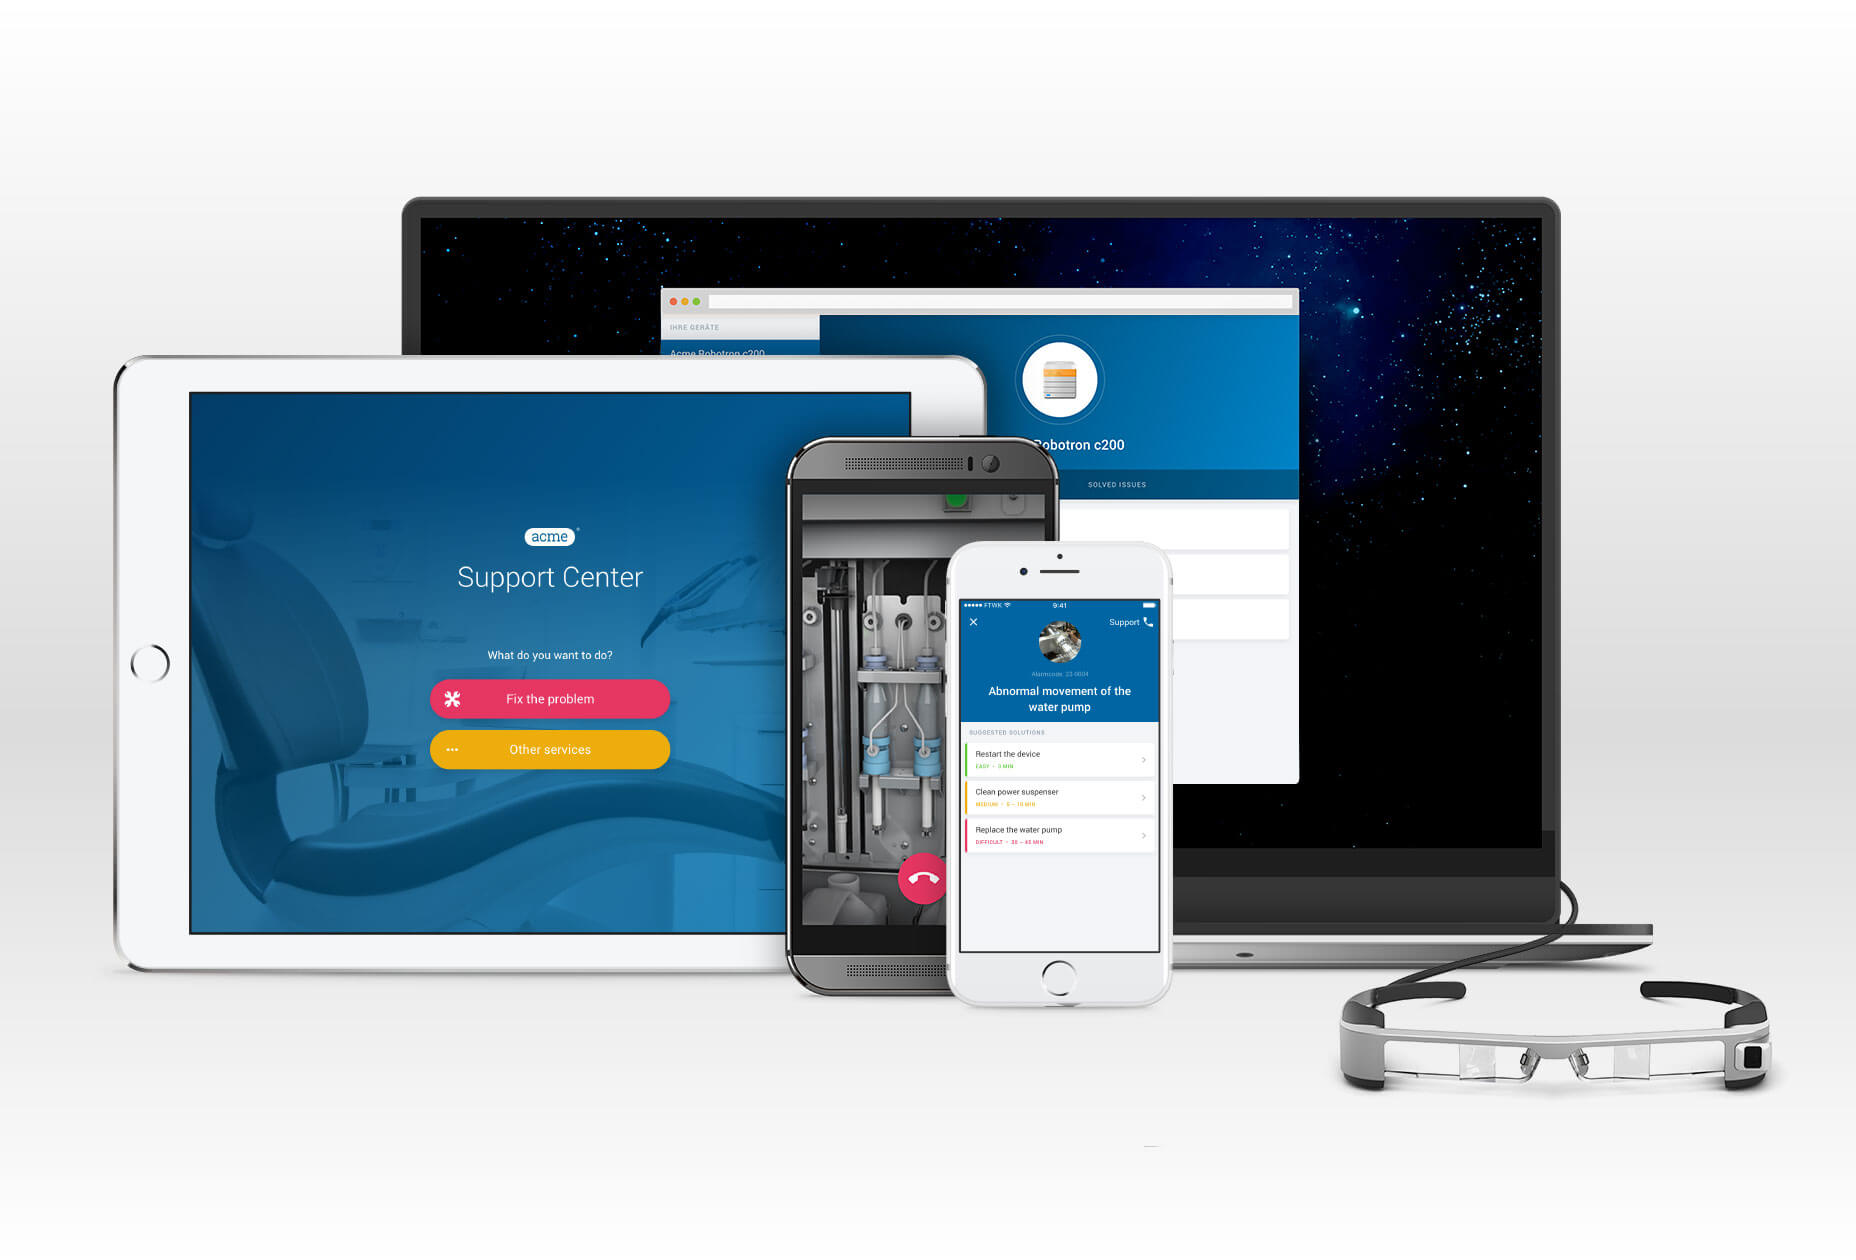 IHRE GERÄTE
Acme Robotron c200
Robotron c200
SOLVED ISSUES
acme
Support Center
What do you want to do?
Fix the problem
Other services
FTWK
9:41
Support
Alarmcode: 23-0004
Abnormal movement of the
water pump
SUGGESTED SOLUTIONS
Restart the device
EASY • 3 MIN
Clean power suspenser
MEDIUM • 5 – 10 MIN
Replace the water pump
DIFFICULT • 30 – 45 MIN